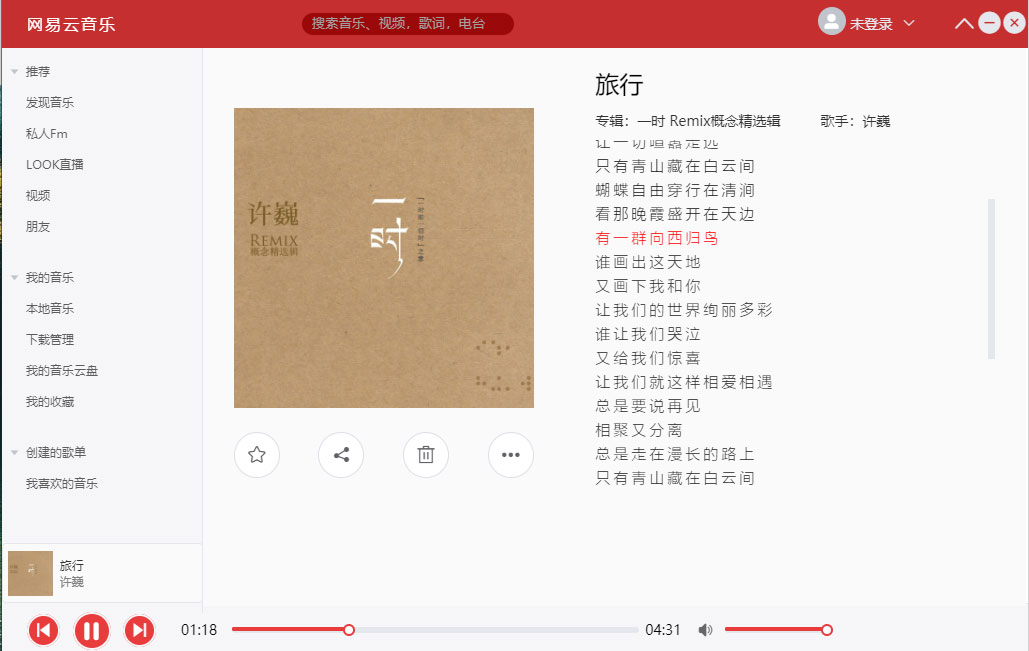 网易云音乐
搜索音乐、视频，歌词，电台
未登录
推荐
发现音乐
私人Fm
LOOK直播
视频
朋友
我的音乐
本地音乐
下载管理
我的音乐云盘
我的收藏
创建的歌单
我喜欢的音乐
旅行
许巍
许巍
REMIX
概念精选辑
一时
旅行
专辑：一时 Remix概念精选辑
歌手：许巍
让一切喧嚣走远
只有青山藏在白云间
蝴蝶自由穿行在清涧
看那晚霞盛开在天边
有一群向西归鸟
谁画出这天地
又画下我和你
让我们的世界绚丽多彩
谁让我们哭泣
又给我们惊喜
让我们就这样相爱相遇
总是要说再见
相聚又分离
总是走在漫长的路上
只有青山藏在白云间
01:18
04:31